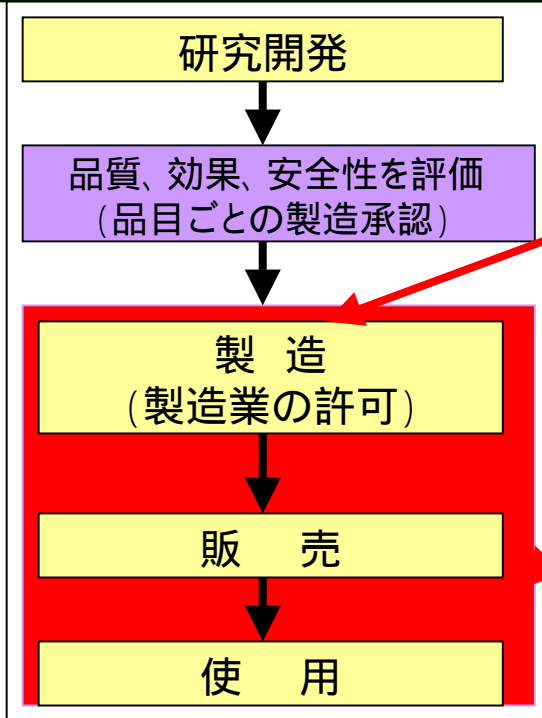 研究開発
品質、効果、安全性を評価
(品目ごとの製造承認)
製 造
(製造業の許可)
販 売
使 用